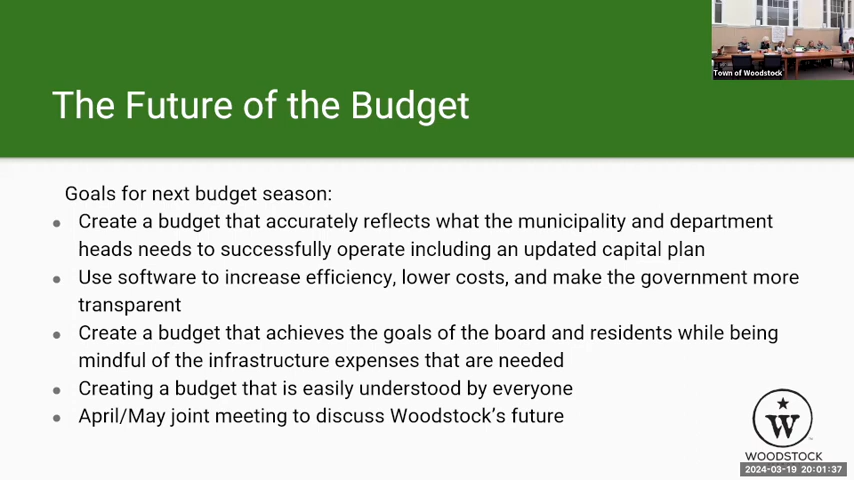 Town of Woodstock
The Future of the Budget
Goals for next budget season:
Create a budget that accurately reflects what the municipality and department
heads needs to successfully operate including an updated capital plan
Use software to increase efficiency, lower costs, and make the government more
transparent
Create a budget that achieves the goals of the board and residents while being
mindful of the infrastructure expenses that are needed
Creating a budget that is easily understood by everyone
April/May joint meeting to discuss Woodstock’s future
W
WOODSTOCK
2024-03-19 20:01:37